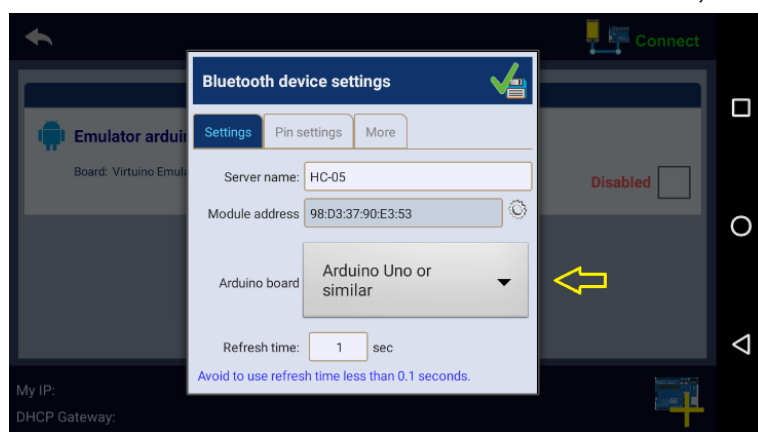 Connect
Bluetooth device settings
Settings
Pin settings
More
Emulator
Board: Virtuino
Server name: HC-05
Disabled
Module address 98:D3:37:90:E3:53
Arduino board
Arduino Uno or
similar
Refresh time: 1 sec
Avoid to use refresh time less than 0.1 seconds.
My IP:
DHCP Gateway: